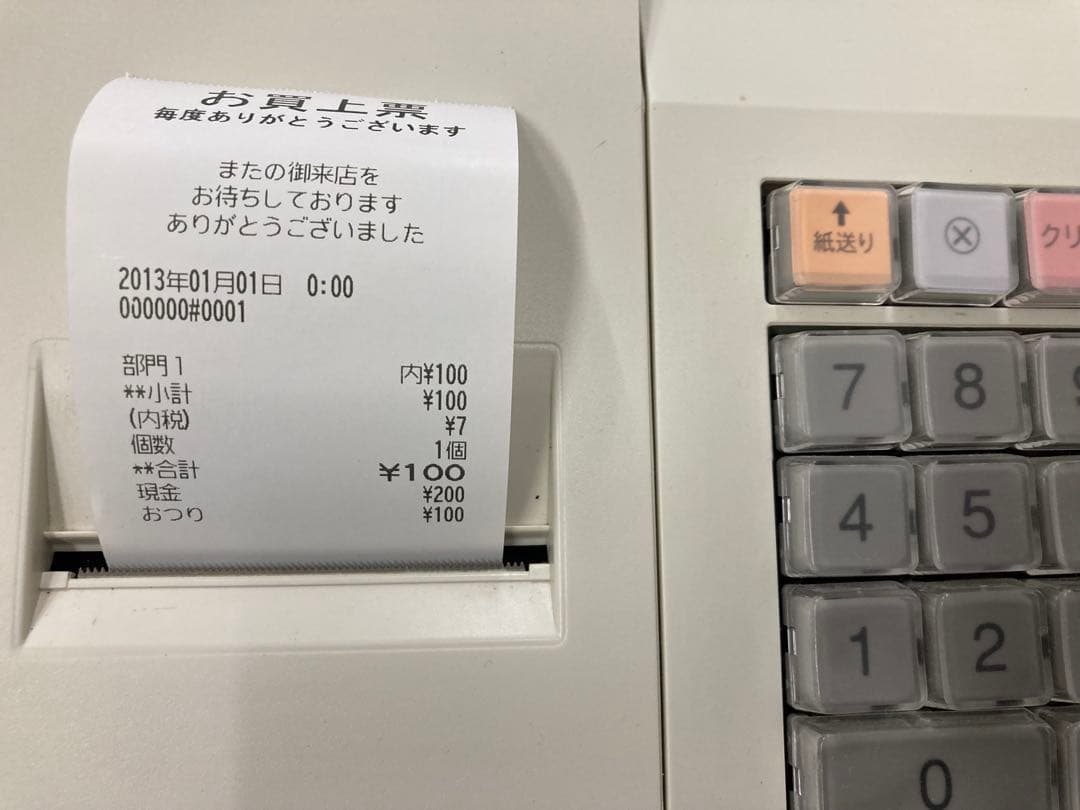 お買上票
毎度ありがとうございます
またの御来店を
お待ちしております
ありがとうございました
2013年01月01日 0:00
000000#0001
部門1 内¥100
**小計 ¥100
(内税) ¥7
個数 1個
**合計 ¥100
現金 ¥200
おつり ¥100
↑
紙送り ⊗ クリ
7 8 9
4 5
1 2
0